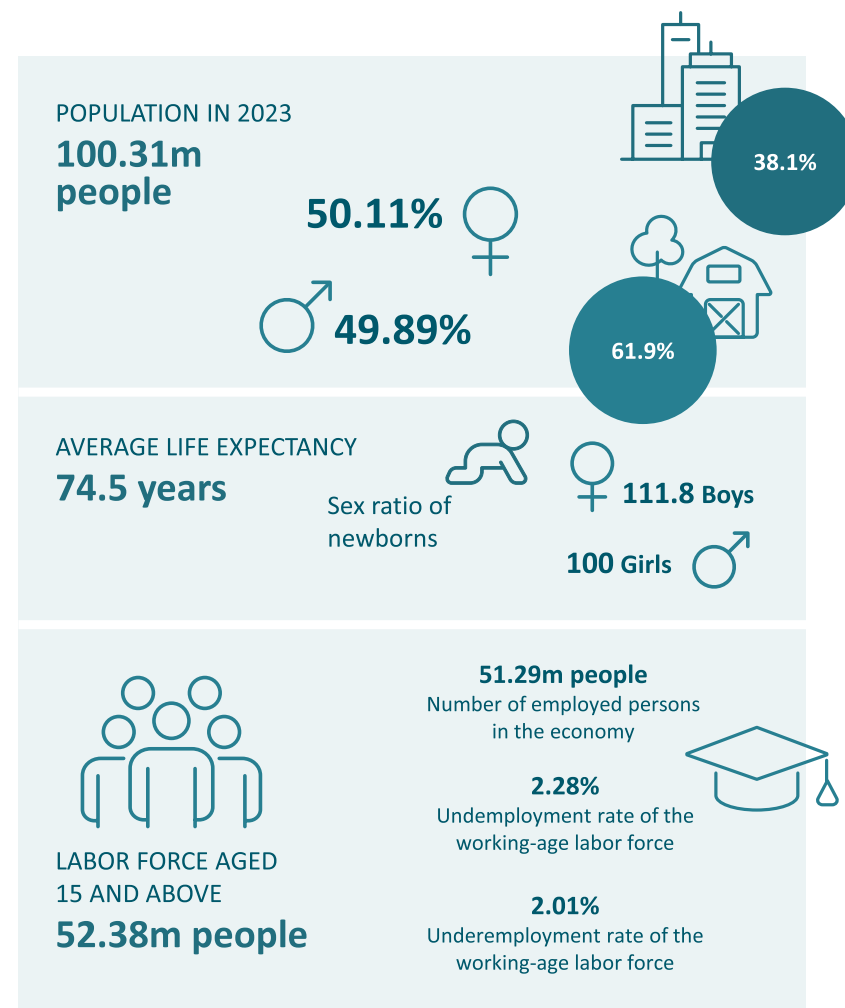 POPULATION IN 2023
100.31m
people
50.11%
49.89%
38.1%
61.9%
AVERAGE LIFE EXPECTANCY
74.5 years
Sex ratio of
newborns
111.8 Boys
100 Girls
LABOR FORCE AGED
15 AND ABOVE
52.38m people
51.29m people
Number of employed persons
in the economy
2.28%
Undemployment rate of the
working-age labor force
2.01%
Underemployment rate of the
working-age labor force